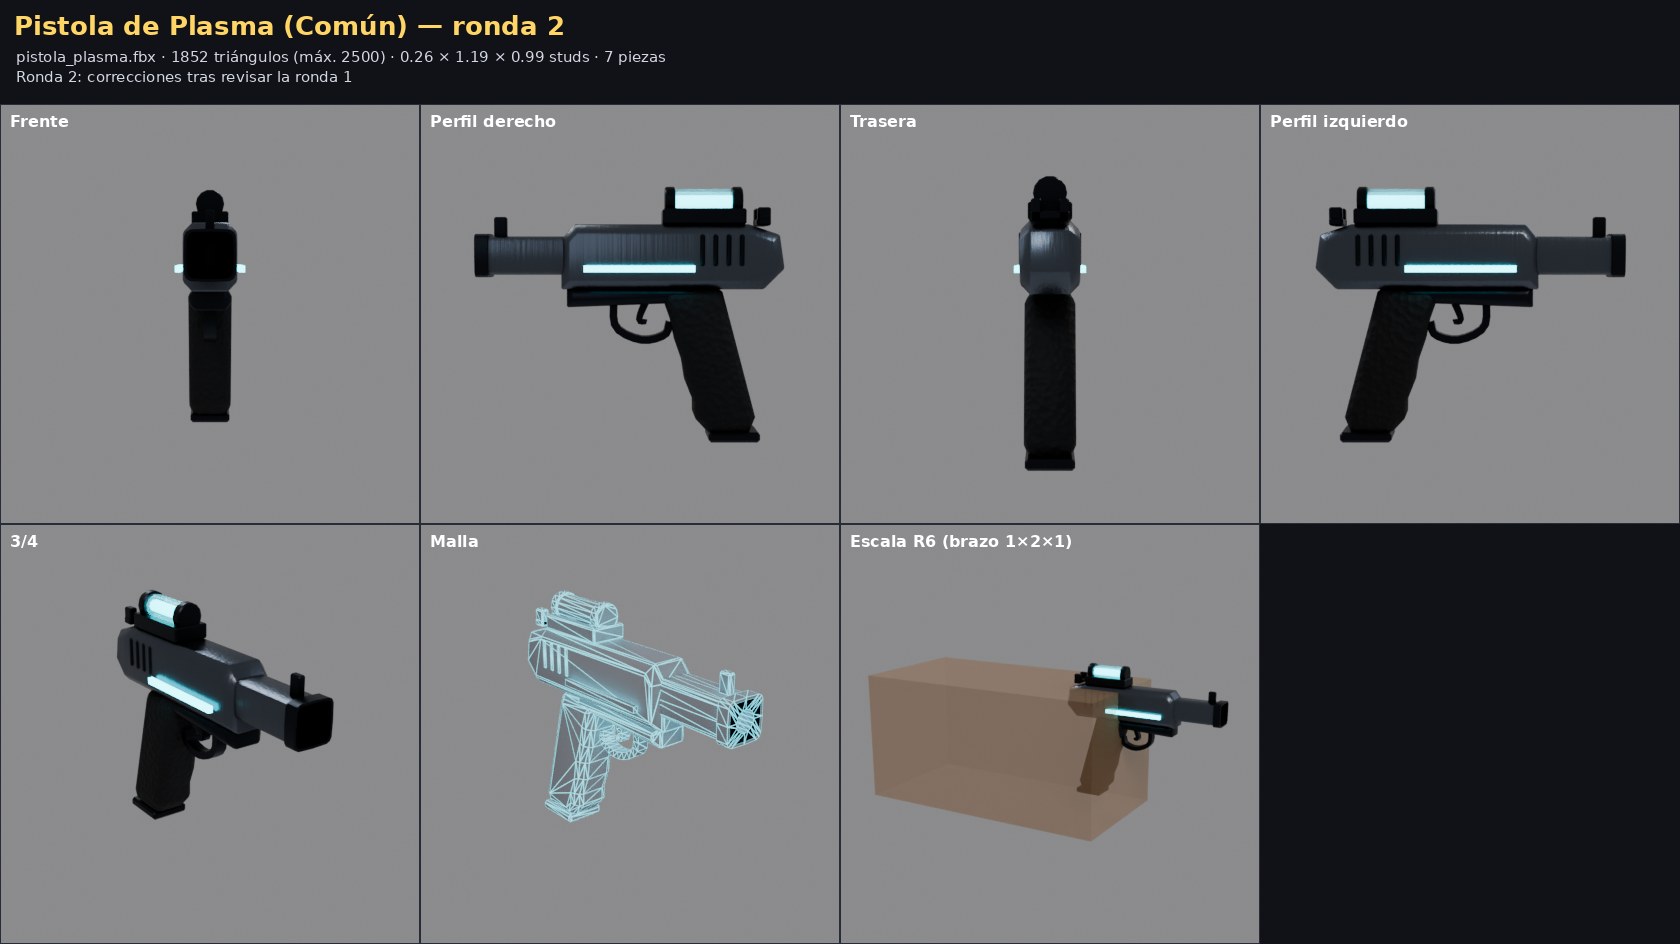 Pistola de Plasma (Común) — ronda 2
pistola_plasma.fbx · 1852 triángulos (máx. 2500) · 0.26 × 1.19 × 0.99 studs · 7 piezas
Ronda 2: correcciones tras revisar la ronda 1
Frente
Perfil derecho
Trasera
Perfil izquierdo
3/4
Malla
Escala R6 (brazo 1×2×1)